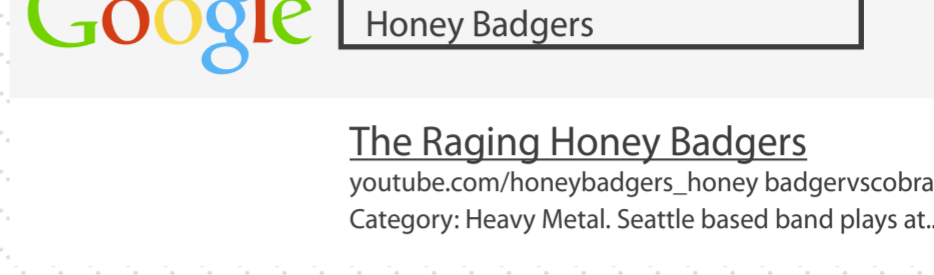 Google
Honey Badgers
The Raging Honey Badgers
youtube.com/honeybadgers_honey badgervscobra
Category: Heavy Metal. Seattle based band plays at..